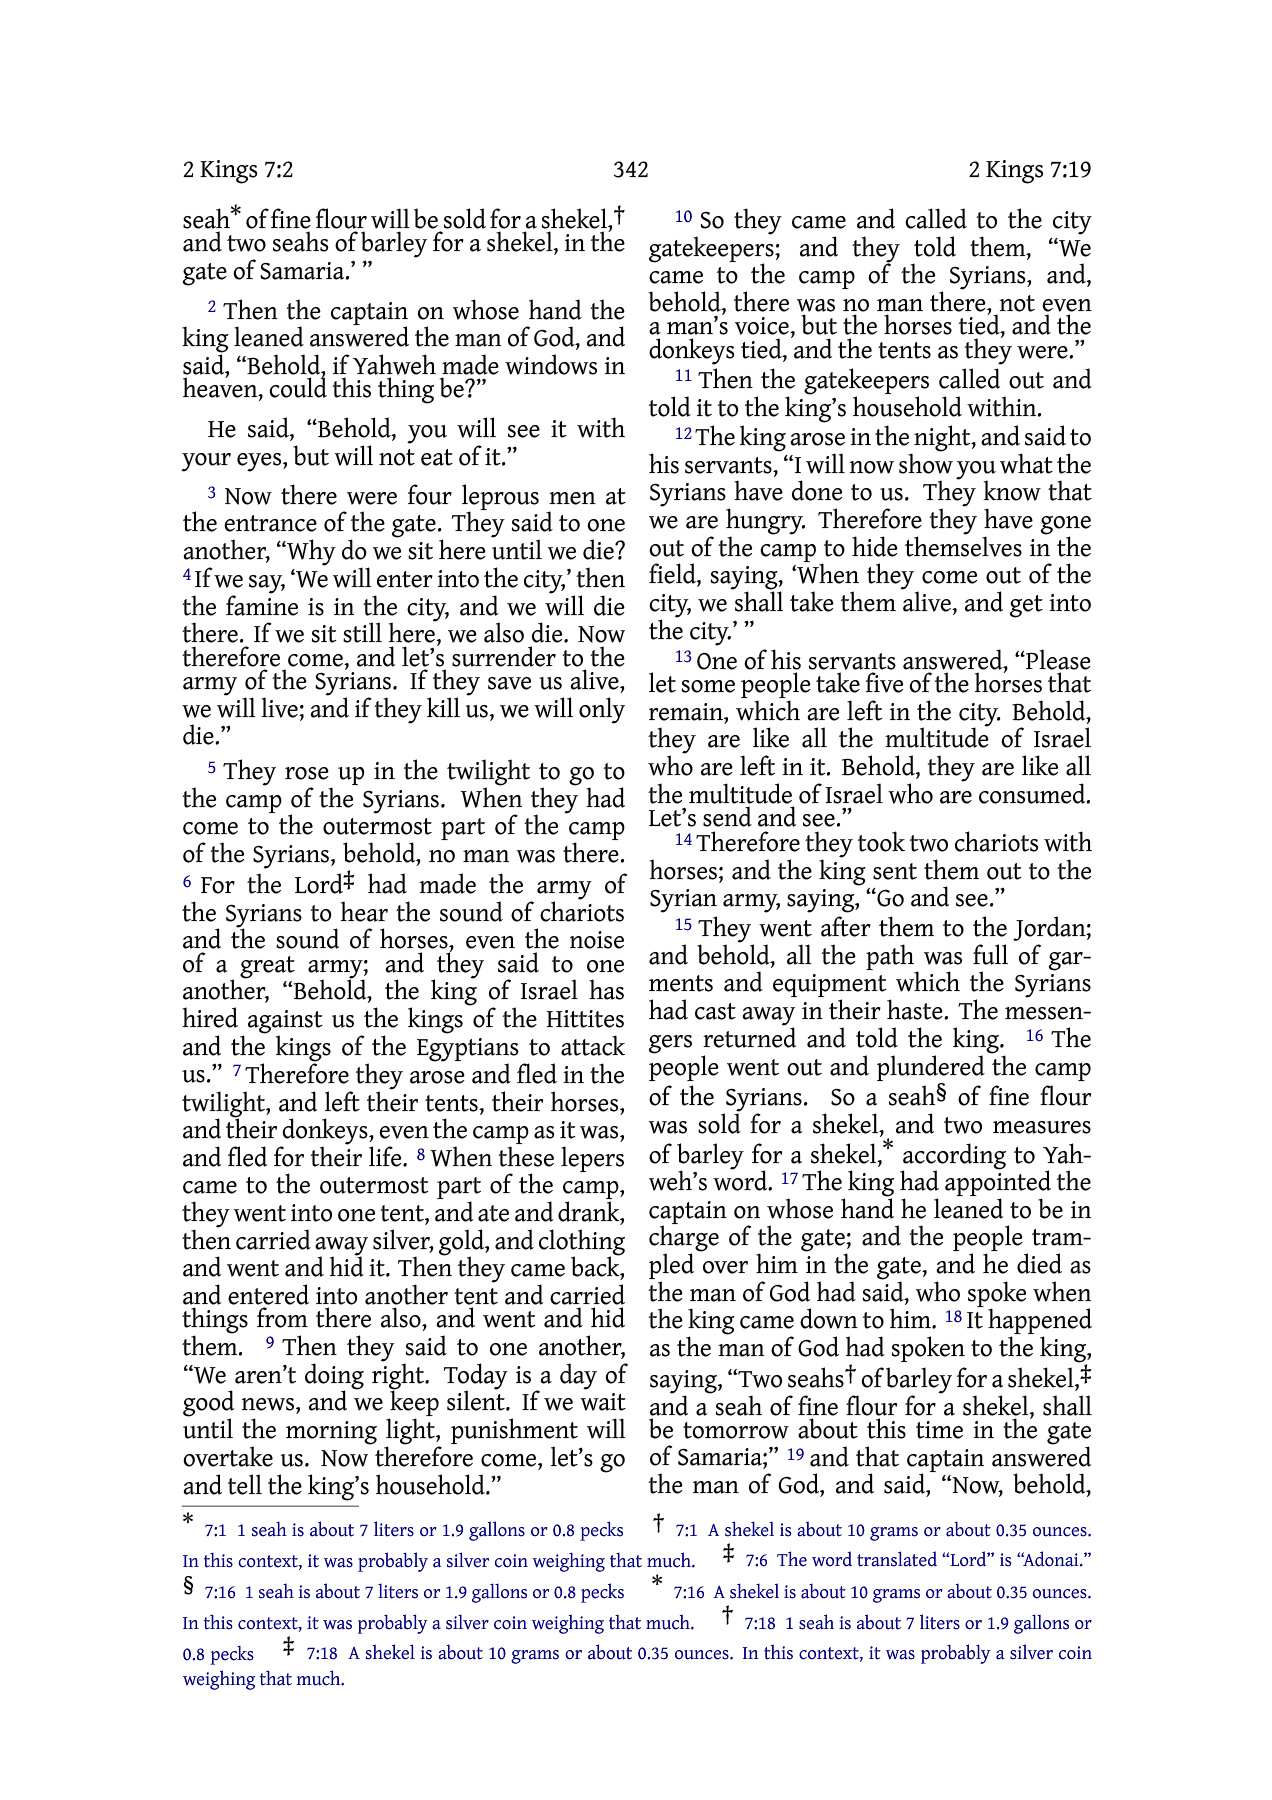 2 Kings 7:2 342 2 Kings 7:19
seah* of fine flour will be sold for a shekel,†
and two seahs of barley for a shekel, in the
gate of Samaria.’ ”
2 Then the captain on whose hand the
king leaned answered the man of God, and
said, “Behold, if Yahweh made windows in
heaven, could this thing be?”
He said, “Behold, you will see it with
your eyes, but will not eat of it.”
3 Now there were four leprous men at
the entrance of the gate. They said to one
another, “Why do we sit here until we die?
4 If we say, ‘We will enter into the city,’ then
the famine is in the city, and we will die
there. If we sit still here, we also die. Now
therefore come, and let’s surrender to the
army of the Syrians. If they save us alive,
we will live; and if they kill us, we will only
die.”
5 They rose up in the twilight to go to
the camp of the Syrians. When they had
come to the outermost part of the camp
of the Syrians, behold, no man was there.
6 For the Lord‡ had made the army of
the Syrians to hear the sound of chariots
and the sound of horses, even the noise
of a great army; and they said to one
another, “Behold, the king of Israel has
hired against us the kings of the Hittites
and the kings of the Egyptians to attack
us.” 7 Therefore they arose and fled in the
twilight, and left their tents, their horses,
and their donkeys, even the camp as it was,
and fled for their life. 8 When these lepers
came to the outermost part of the camp,
they went into one tent, and ate and drank,
then carried away silver, gold, and clothing
and went and hid it. Then they came back,
and entered into another tent and carried
things from there also, and went and hid
them. 9 Then they said to one another,
“We aren’t doing right. Today is a day of
good news, and we keep silent. If we wait
until the morning light, punishment will
overtake us. Now therefore come, let’s go
and tell the king’s household.”
10 So they came and called to the city
gatekeepers; and they told them, “We
came to the camp of the Syrians, and,
behold, there was no man there, not even
a man’s voice, but the horses tied, and the
donkeys tied, and the tents as they were.”
11 Then the gatekeepers called out and
told it to the king’s household within.
12 The king arose in the night, and said to
his servants, “I will now show you what the
Syrians have done to us. They know that
we are hungry. Therefore they have gone
out of the camp to hide themselves in the
field, saying, ‘When they come out of the
city, we shall take them alive, and get into
the city.’ ”
13 One of his servants answered, “Please
let some people take five of the horses that
remain, which are left in the city. Behold,
they are like all the multitude of Israel
who are left in it. Behold, they are like all
the multitude of Israel who are consumed.
Let’s send and see.”
14 Therefore they took two chariots with
horses; and the king sent them out to the
Syrian army, saying, “Go and see.”
15 They went after them to the Jordan;
and behold, all the path was full of gar-
ments and equipment which the Syrians
had cast away in their haste. The messen-
gers returned and told the king. 16 The
people went out and plundered the camp
of the Syrians. So a seah§ of fine flour
was sold for a shekel, and two measures
of barley for a shekel,* according to Yah-
weh’s word. 17 The king had appointed the
captain on whose hand he leaned to be in
charge of the gate; and the people tram-
pled over him in the gate, and he died as
the man of God had said, who spoke when
the king came down to him. 18 It happened
as the man of God had spoken to the king,
saying, “Two seahs† of barley for a shekel,‡
and a seah of fine flour for a shekel, shall
be tomorrow about this time in the gate
of Samaria;” 19 and that captain answered
the man of God, and said, “Now, behold,
* 7:1 1 seah is about 7 liters or 1.9 gallons or 0.8 pecks † 7:1 A shekel is about 10 grams or about 0.35 ounces.
In this context, it was probably a silver coin weighing that much. ‡ 7:6 The word translated “Lord” is “Adonai.”
§ 7:16 1 seah is about 7 liters or 1.9 gallons or 0.8 pecks * 7:16 A shekel is about 10 grams or about 0.35 ounces.
In this context, it was probably a silver coin weighing that much. † 7:18 1 seah is about 7 liters or 1.9 gallons or
0.8 pecks ‡ 7:18 A shekel is about 10 grams or about 0.35 ounces. In this context, it was probably a silver coin
weighing that much.